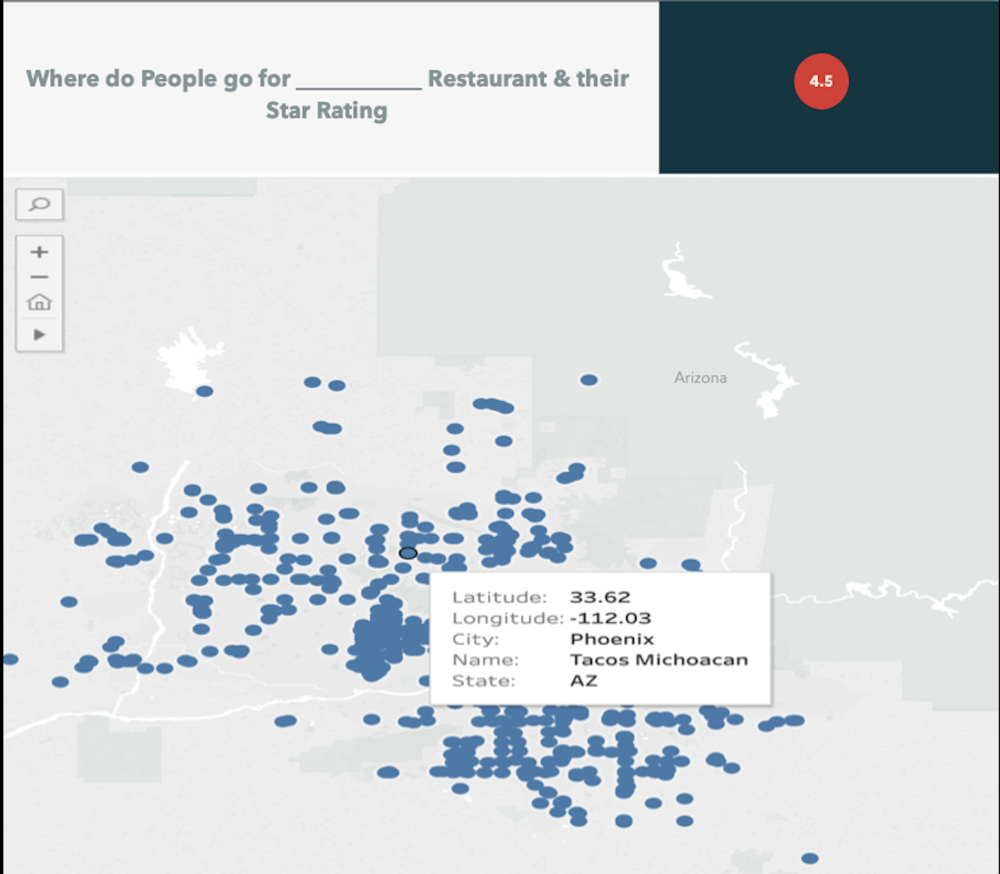 Where do People go for __________ Restaurant & their
Star Rating
4.5
+
−
Arizona
Latitude: 33.62
Longitude: -112.03
City: Phoenix
Name: Tacos Michoacan
State: AZ